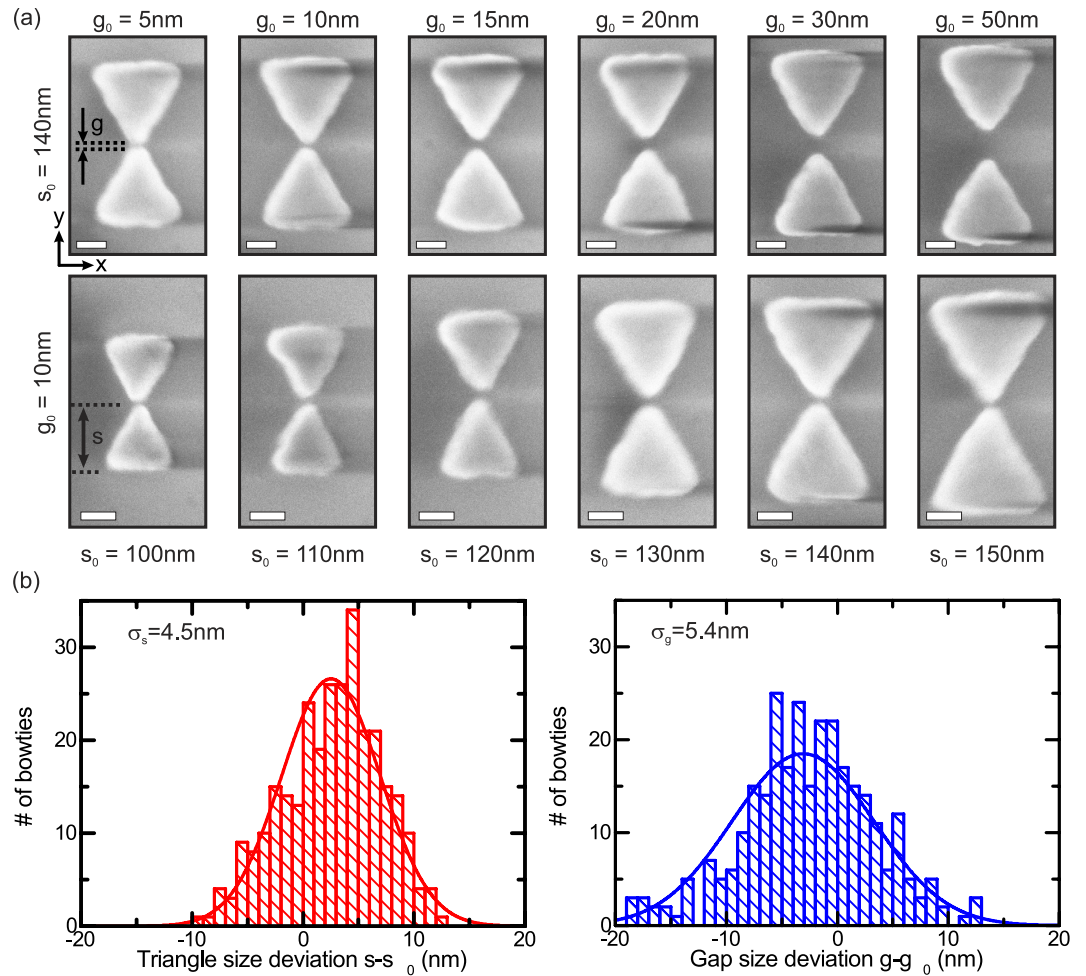 (a)
g₀ = 5nm g₀ = 10nm g₀ = 15nm g₀ = 20nm g₀ = 30nm g₀ = 50nm
s₀ = 140nm
g
y
x
g₀ = 10nm
s
s₀ = 100nm s₀ = 110nm s₀ = 120nm s₀ = 130nm s₀ = 140nm s₀ = 150nm
(b)
σₛ=4.5nm
# of bowties
0 10 20 30
-20 -10 0 10 20
Triangle size deviation s-s₀ (nm)
σg=5.4nm
# of bowties
0 10 20 30
-20 -10 0 10 20
Gap size deviation g-g₀ (nm)